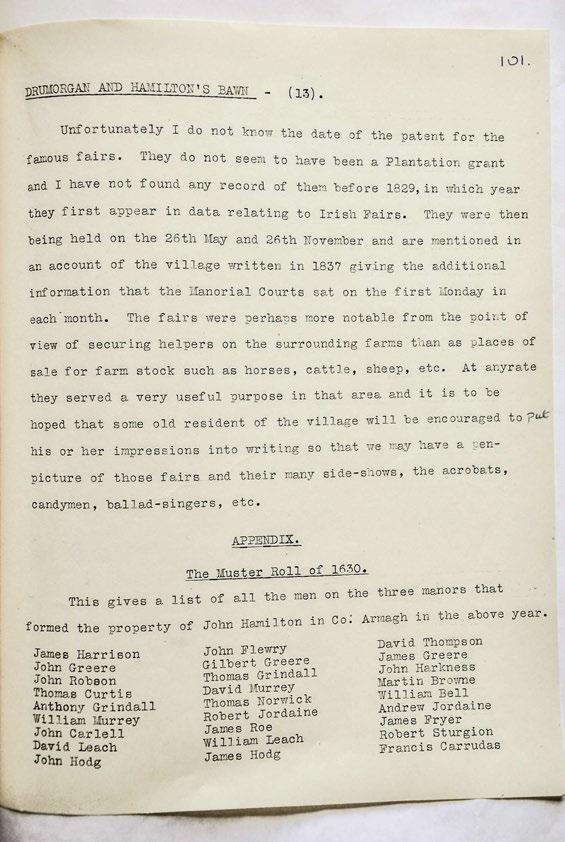 101.
DRUMORGAN AND HAMILTON'S BAWN - (13).
Unfortunately I do not know the date of the patent for the
famous fairs. They do not seem to have been a Plantation grant
and I have not found any record of them before 1829, in which year
they first appear in data relating to Irish Fairs. They were then
being held on the 26th May and 26th November and are mentioned in
an account of the village written in 1837 giving the additional
information that the Manorial Courts sat on the first Monday in
each month. The fairs were perhaps more notable from the point of
view of securing helpers on the surrounding farms than as places of
sale for farm stock such as horses, cattle, sheep, etc. At anyrate
they served a very useful purpose in that area and it is to be
hoped that some old resident of the village will be encouraged to put
his or her impressions into writing so that we may have a pen-
picture of those fairs and their many side-shows, the acrobats,
candymen, ballad-singers, etc.
APPENDIX.
The Muster Roll of 1630.
This gives a list of all the men on the three manors that
formed the property of John Hamilton in Co: Armagh in the above year.
James Harrison
John Greere
John Robson
Thomas Curtis
Anthony Grindall
William Murrey
John Carlell
David Leach
John Hodg
John Flewry
Gilbert Greere
Thomas Grindall
David Murrey
Thomas Norwick
Robert Jordaine
James Roe
William Leach
James Hodg
David Thompson
James Greere
John Harkness
Martin Browne
William Bell
Andrew Jordaine
James Fryer
Robert Sturgion
Francis Carrudas